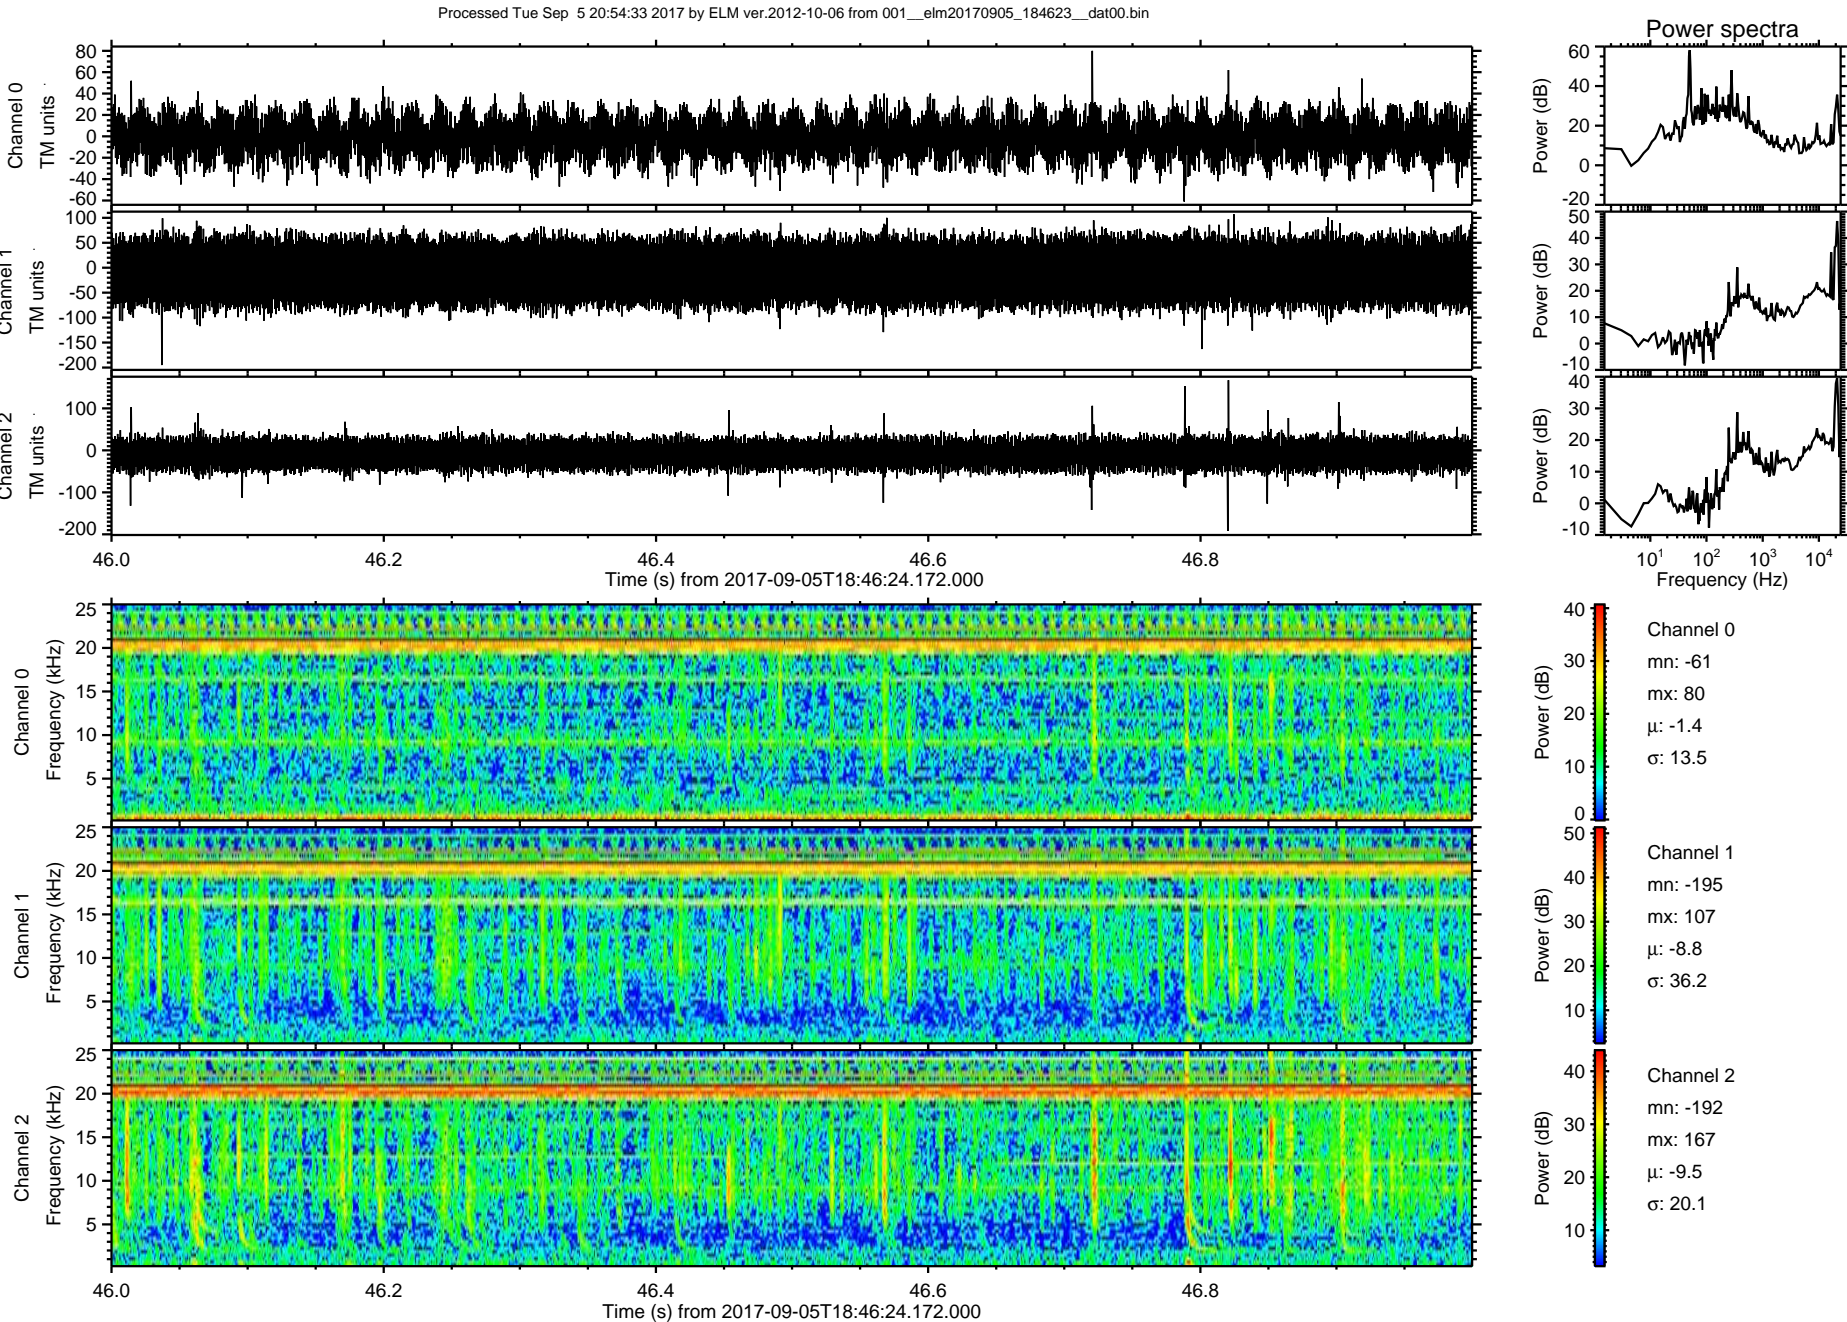 Processed Tue Sep  5 20:54:33 2017 by ELM ver.2012-10-06 from 001__elm20170905_184623__dat00.bin
Power spectra
Channel 0
TM units
80
60
40
20
0
-20
-40
-60
Power (dB)
60
40
20
0
-20
Channel 1
TM units
100
50
0
-50
-100
-150
-200
Power (dB)
50
40
30
20
10
0
-10
Channel 2
TM units
100
0
-100
-200
Power (dB)
40
30
20
10
0
-10
46.0 46.2 46.4 46.6 46.8
Time (s) from 2017-09-05T18:46:24.172.000
10^1 10^2 10^3 10^4
Frequency (Hz)
Channel 0
Frequency (kHz)
25
20
15
10
5
Power (dB)
40
30
20
10
0
Channel 0
mn: -61
mx: 80
μ: -1.4
σ: 13.5
Channel 1
Frequency (kHz)
25
20
15
10
5
Power (dB)
50
40
30
20
10
Channel 1
mn: -195
mx: 107
μ: -8.8
σ: 36.2
Channel 2
Frequency (kHz)
25
20
15
10
5
Power (dB)
40
30
20
10
Channel 2
mn: -192
mx: 167
μ: -9.5
σ: 20.1
46.0 46.2 46.4 46.6 46.8
Time (s) from 2017-09-05T18:46:24.172.000